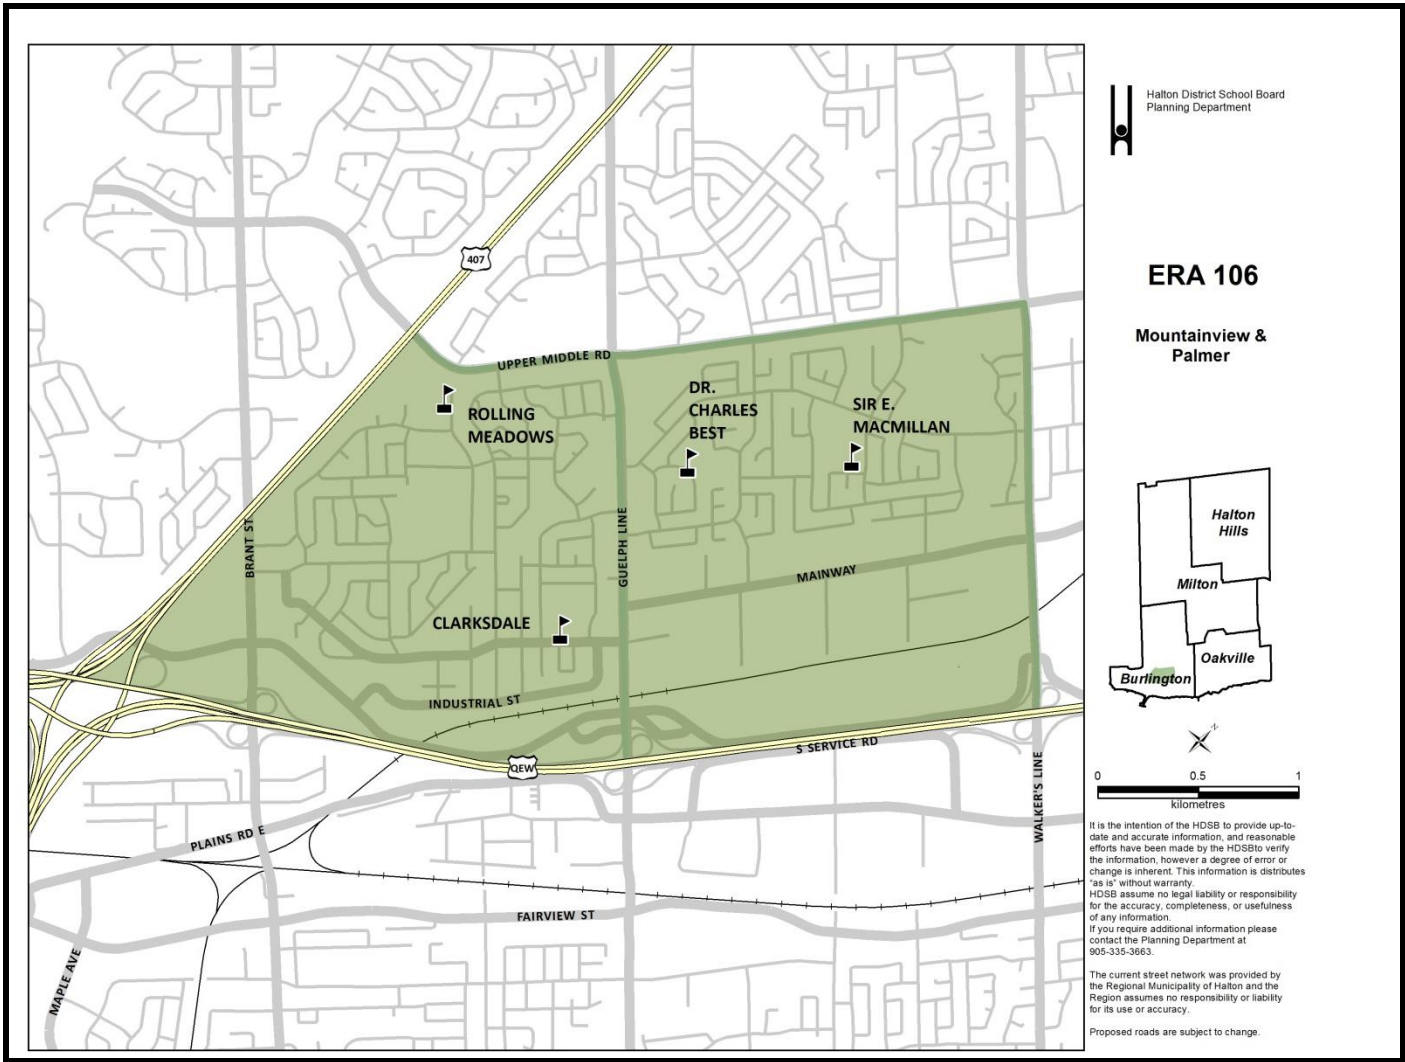 Halton District School Board
Planning Department
ERA 106
Mountainview &
Palmer
407
UPPER MIDDLE RD
ROLLING
MEADOWS
DR.
CHARLES
BEST
SIR E.
MACMILLAN
BRANT ST
GUELPH LINE
MAINWAY
CLARKSDALE
INDUSTRIAL ST
S SERVICE RD
QEW
WALKER'S LINE
PLAINS RD E
FAIRVIEW ST
MAPLE AVE
Halton
Hills
Milton
Oakville
Burlington
N
0 0.5 1
kilometres
It is the intention of the HDSB to provide up-to-
date and accurate information, and reasonable
efforts have been made by the HDSBto verify
the information, however a degree of error or
change is inherent. This information is distributes
"as is" without warranty.
HDSB assume no legal liability or responsibility
for the accuracy, completeness, or usefulness
of any information.
If you require additional information please
contact the Planning Department at
905-335-3663.
The current street network was provided by
the Regional Municipality of Halton and the
Region assumes no responsibility or liability
for its use or accuracy.
Proposed roads are subject to change.